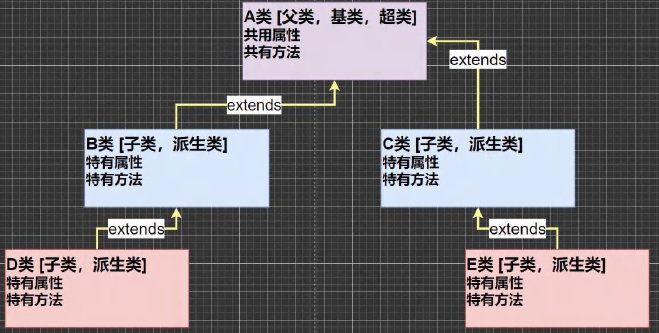 A类 [父类，基类，超类]
共用属性
共有方法
extends
extends
B类 [子类，派生类]
特有属性
特有方法
C类 [子类，派生类]
特有属性
特有方法
extends
extends
D类 [子类，派生类]
特有属性
特有方法
E类 [子类，派生类]
特有属性
特有方法